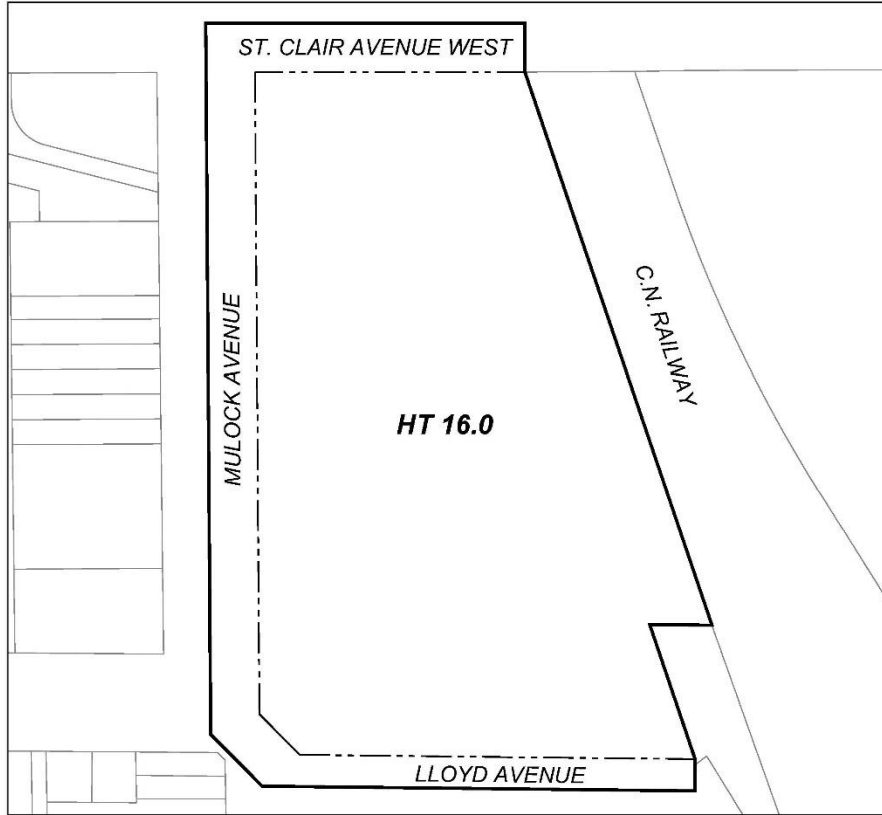 ST. CLAIR AVENUE WEST
C.N. RAILWAY
MULOCK AVENUE
HT 16.0
LLOYD AVENUE